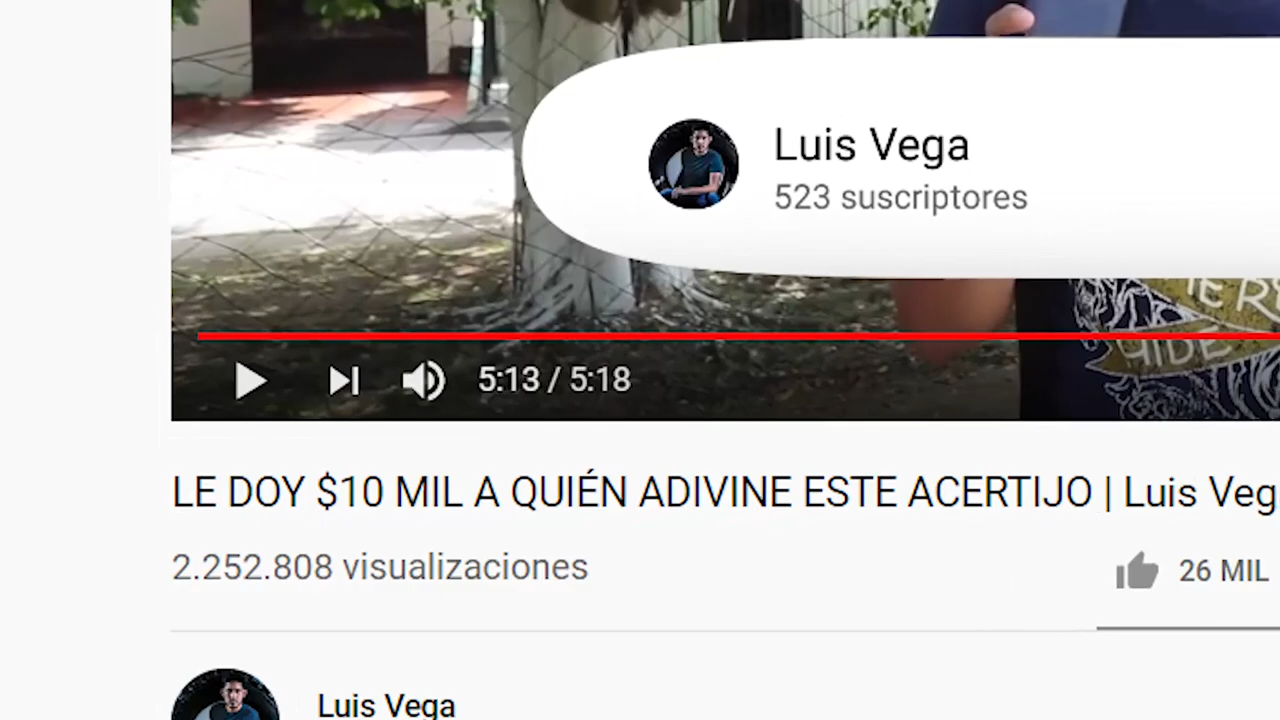 Luis Vega
523 suscriptores
5:13 / 5:18
LE DOY $10 MIL A QUIÉN ADIVINE ESTE ACERTIJO | Luis Veg
2.252.808 visualizaciones
26 MIL
Luis Vega